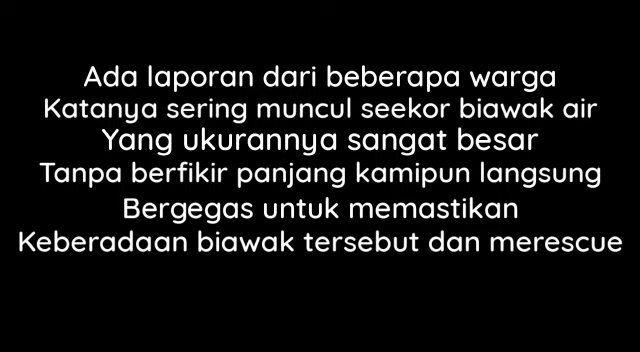 Ada laporan dari beberapa warga
Katanya sering muncul seekor biawak air
Yang ukurannya sangat besar
Tanpa berfikir panjang kamipun langsung
Bergegas untuk memastikan
Keberadaan biawak tersebut dan merescue